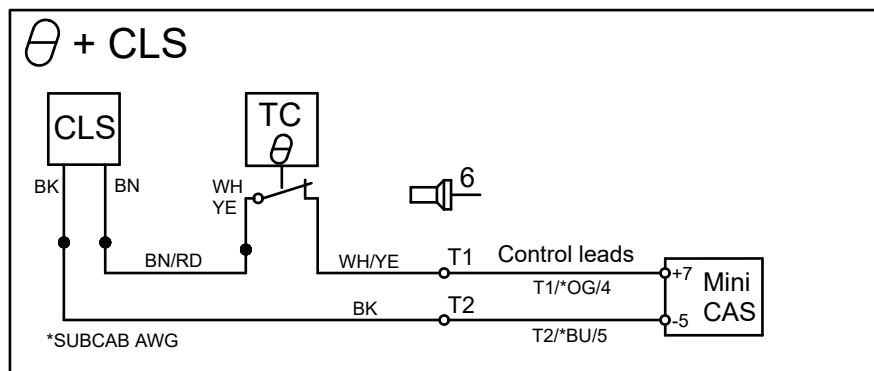 + CLS
CLS
TC
BK
BN
WH
YE
6
BN/RD
WH/YE
T1
Control leads
+7
Mini
CAS
T1/*OG/4
BK
T2
-5
T2/*BU/5
*SUBCAB AWG